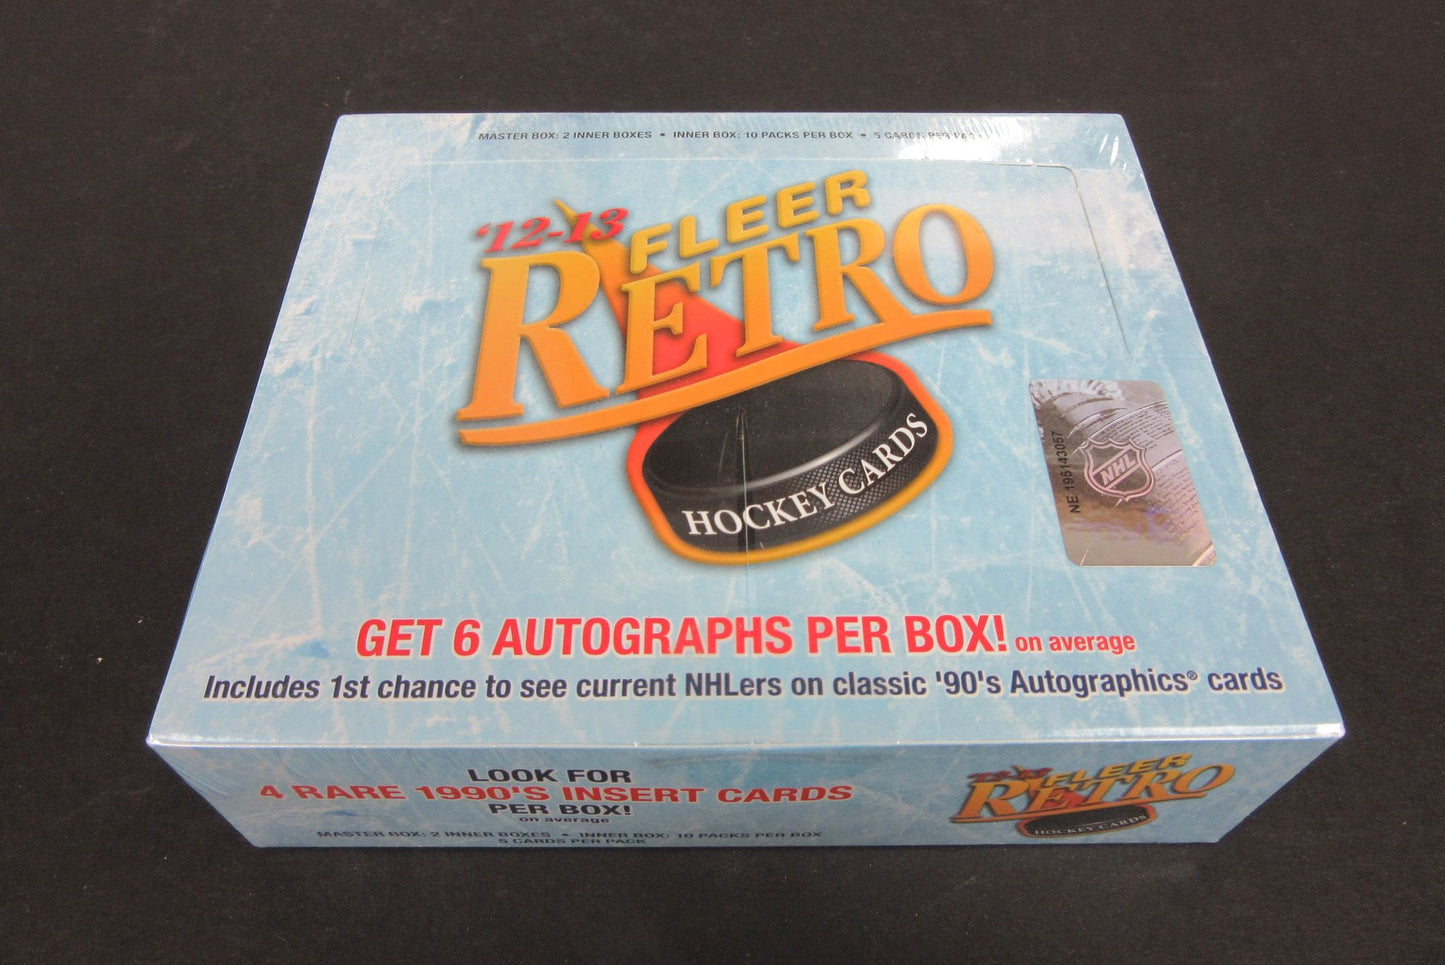 MASTER BOX: 2 INNER BOXES • INNER BOX: 10 PACKS PER BOX • 5 CARDS PER PACK
'12-13 FLEER
RETRO
HOCKEY CARDS
NHL
NE 195143057
GET 6 AUTOGRAPHS PER BOX! on average
Includes 1st chance to see current NHLers on classic '90's Autographics® cards
LOOK FOR
4 RARE 1990'S INSERT CARDS
PER BOX!
on average
MASTER BOX: 2 INNER BOXES • INNER BOX: 10 PACKS PER BOX
5 CARDS PER PACK
'12-13 FLEER
RETRO
HOCKEY CARDS